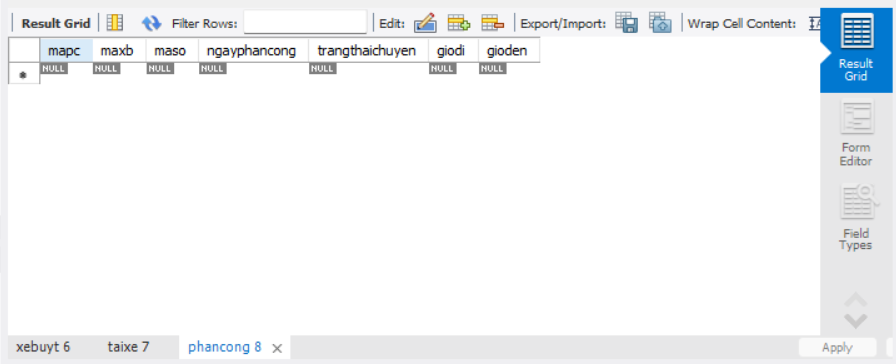 Result Grid Filter Rows: Edit: Export/Import: Wrap Cell Content:
mapc maxb maso ngayphancong trangthaichuyen giodi gioden
NULL NULL NULL NULL NULL NULL NULL
Result
Grid
Form
Editor
Field
Types
xebuyt 6 taixe 7 phancong 8 Apply